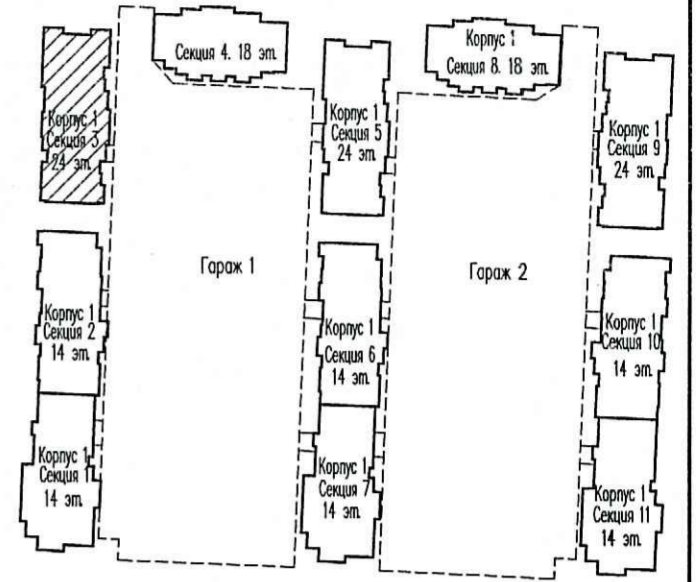 Секция 4. 18 эт.
Корпус 1
Секция 8. 18 эт.
Корпус 1
Секция 3
24 эт.
Корпус 1
Секция 5
24 эт.
Корпус 1
Секция 9
24 эт.
Гараж 1
Гараж 2
Корпус 1
Секция 2
14 эт.
Корпус 1
Секция 6
14 эт.
Корпус 1
Секция 10
14 эт.
Корпус 1
Секция 1
14 эт.
Корпус 1
Секция 7
14 эт.
Корпус 1
Секция 11
14 эт.